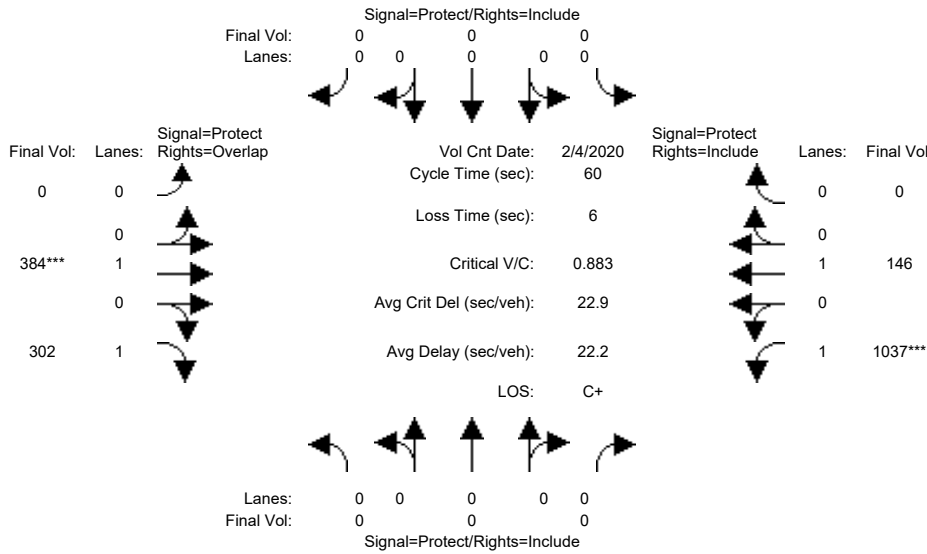 Signal=Protect/Rights=Include
Final Vol: 0 0 0
Lanes: 0 0 0 0 0
Signal=Protect Signal=Protect
Final Vol: Lanes: Rights=Overlap Vol Cnt Date: 2/4/2020 Rights=Include Lanes: Final Vol
Cycle Time (sec): 60
0 0 0 0
Loss Time (sec): 6
0 0
384*** 1 Critical V/C: 0.883 1 146
0 Avg Crit Del (sec/veh): 22.9 0
302 1 Avg Delay (sec/veh): 22.2 1 1037***
LOS: C+
Lanes: 0 0 0 0 0
Final Vol: 0 0 0
Signal=Protect/Rights=Include